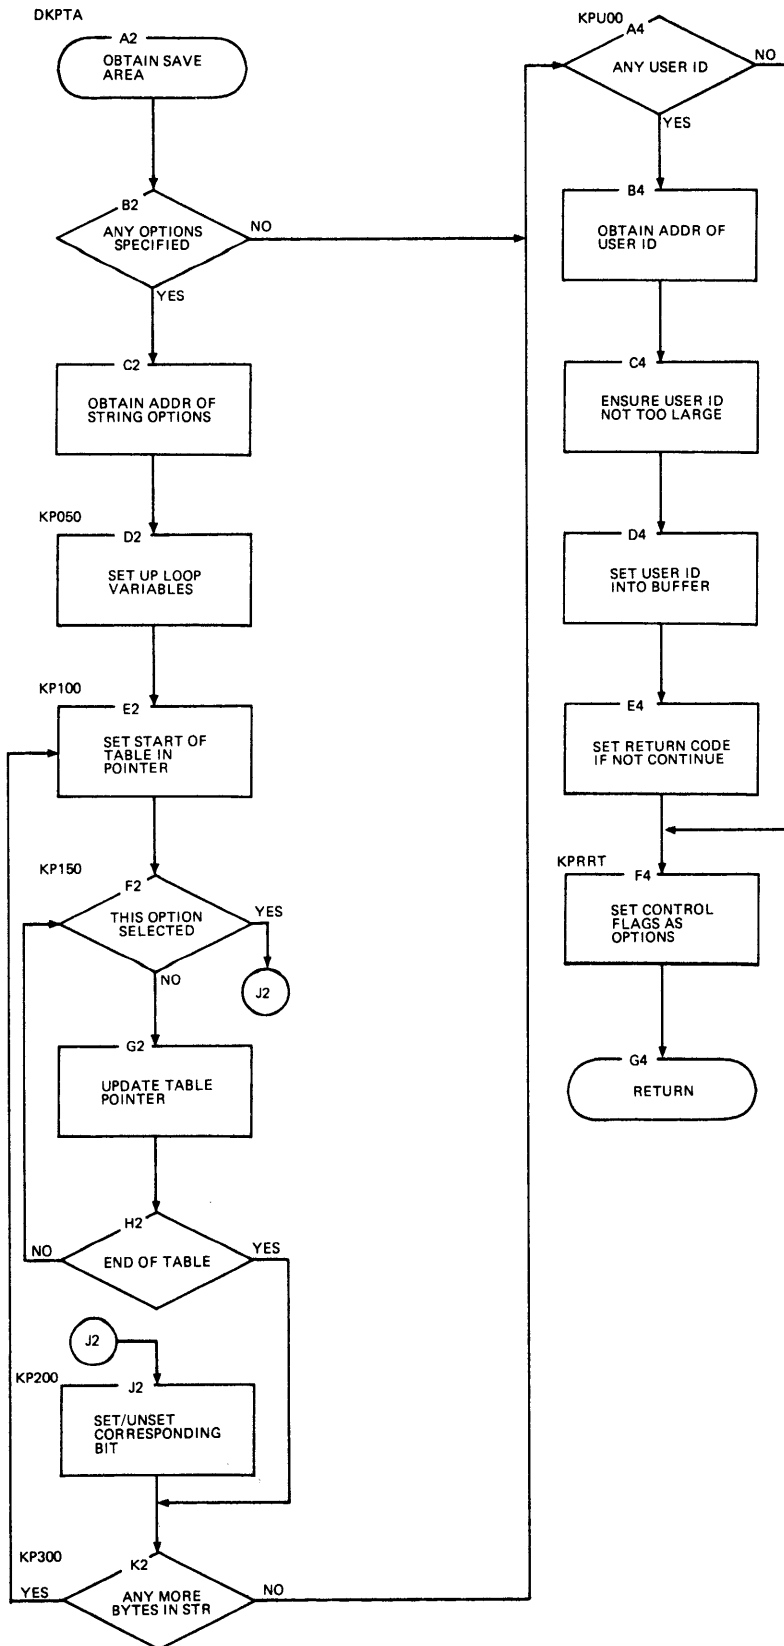 DKPTA
A2
OBTAIN SAVE
AREA
B2
ANY OPTIONS
SPECIFIED
NO
YES
C2
OBTAIN ADDR OF
STRING OPTIONS
KP050
D2
SET UP LOOP
VARIABLES
KP100
E2
SET START OF
TABLE IN
POINTER
KP150
F2
THIS OPTION
SELECTED
YES
J2
NO
G2
UPDATE TABLE
POINTER
H2
END OF TABLE
NO
YES
J2
KP200
J2
SET/UNSET
CORRESPONDING
BIT
KP300
K2
YES
ANY MORE
BYTES IN STR
NO
KPU00
A4
ANY USER ID
NO
YES
B4
OBTAIN ADDR OF
USER ID
C4
ENSURE USER ID
NOT TOO LARGE
D4
SET USER ID
INTO BUFFER
E4
SET RETURN CODE
IF NOT CONTINUE
KPRRT
F4
SET CONTROL
FLAGS AS
OPTIONS
G4
RETURN